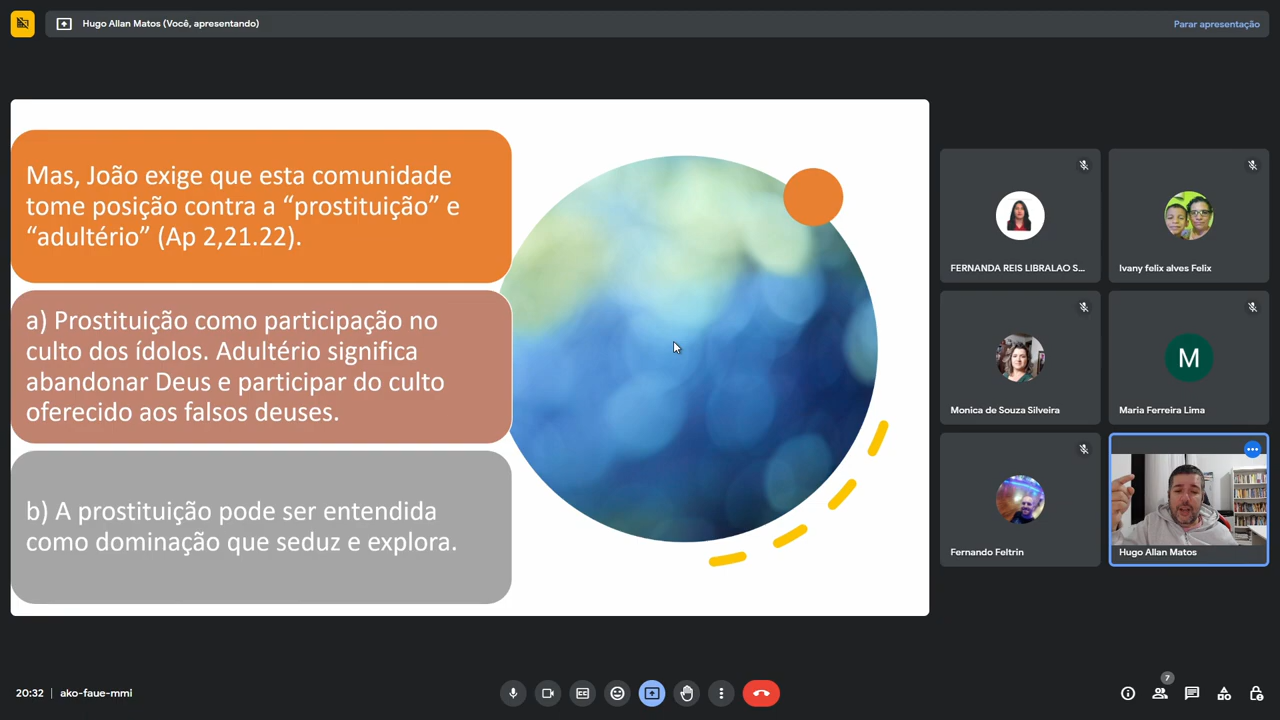 Hugo Allan Matos (Você, apresentando)
Parar apresentação
Mas, João exige que esta comunidade
tome posição contra a “prostituição” e
“adultério” (Ap 2,21.22).
a) Prostituição como participação no
culto dos ídolos. Adultério significa
abandonar Deus e participar do culto
oferecido aos falsos deuses.
b) A prostituição pode ser entendida
como dominação que seduz e explora.
FERNANDA REIS LIBRALAO S...
Ivany felix alves Felix
Monica de Souza Silveira
M
Maria Ferreira Lima
Fernando Feltrin
Hugo Allan Matos
20:32 | ako-faue-mmi
7